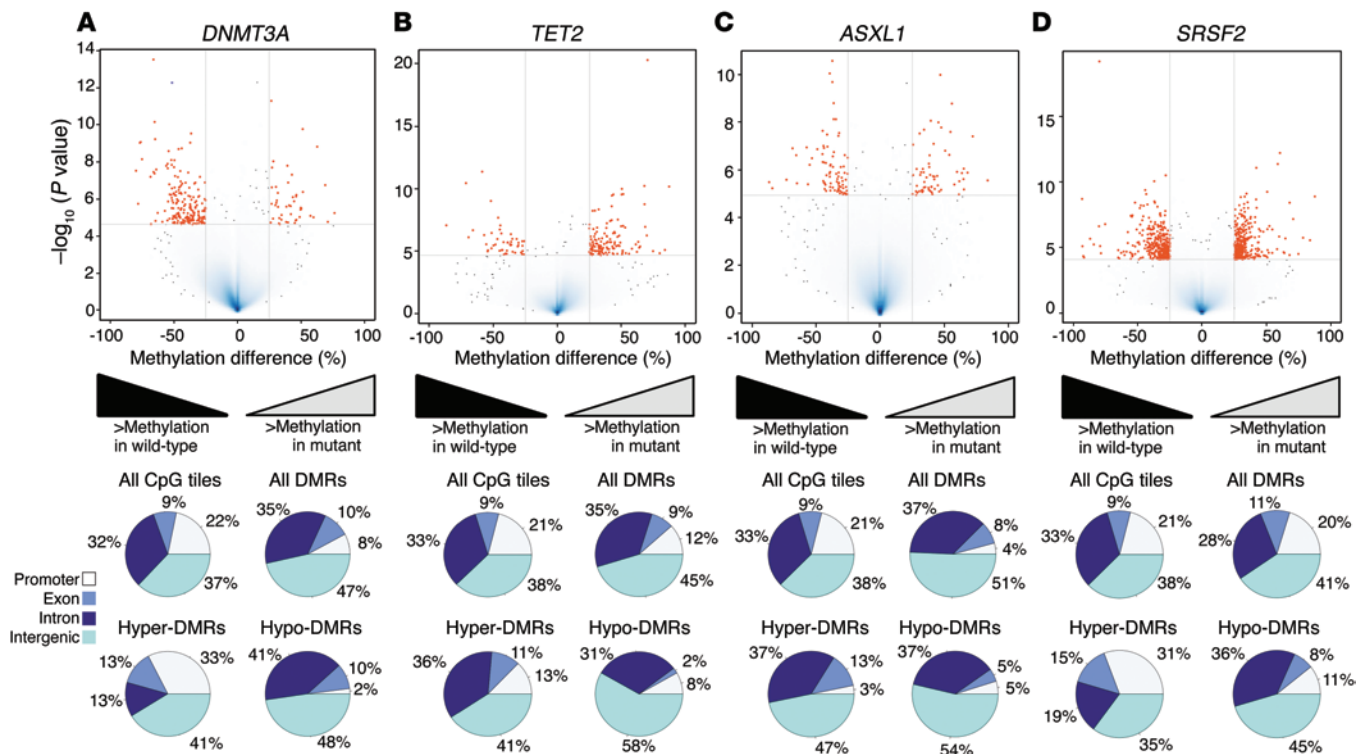 A DNMT3A
B TET2
C ASXL1
D SRSF2
–log10 (P value)
14
12
10
8
6
4
2
0
20
15
10
5
0
10
8
6
4
2
0
15
10
5
0
-100 -50 0 50 100
-100 -50 0 50 100
-100 -50 0 50 100
-100 -50 0 50 100
Methylation difference (%)
Methylation difference (%)
Methylation difference (%)
Methylation difference (%)
>Methylation
in wild-type
>Methylation
in mutant
>Methylation
in wild-type
>Methylation
in mutant
>Methylation
in wild-type
>Methylation
in mutant
>Methylation
in wild-type
>Methylation
in mutant
All CpG tiles
9%
22%
32%
37%
All DMRs
35%
10%
8%
47%
All CpG tiles
9%
21%
33%
38%
All DMRs
35%
9%
12%
45%
All CpG tiles
9%
21%
33%
38%
All DMRs
37%
8%
4%
51%
All CpG tiles
9%
21%
33%
38%
All DMRs
11%
20%
28%
41%
Promoter
Exon
Intron
Intergenic
Hyper-DMRs
13%
33%
13%
41%
Hypo-DMRs
41%
10%
2%
48%
Hyper-DMRs
36%
11%
13%
41%
Hypo-DMRs
31%
2%
8%
58%
Hyper-DMRs
37%
13%
3%
47%
Hypo-DMRs
37%
5%
5%
54%
Hyper-DMRs
15%
31%
19%
35%
Hypo-DMRs
36%
8%
11%
45%